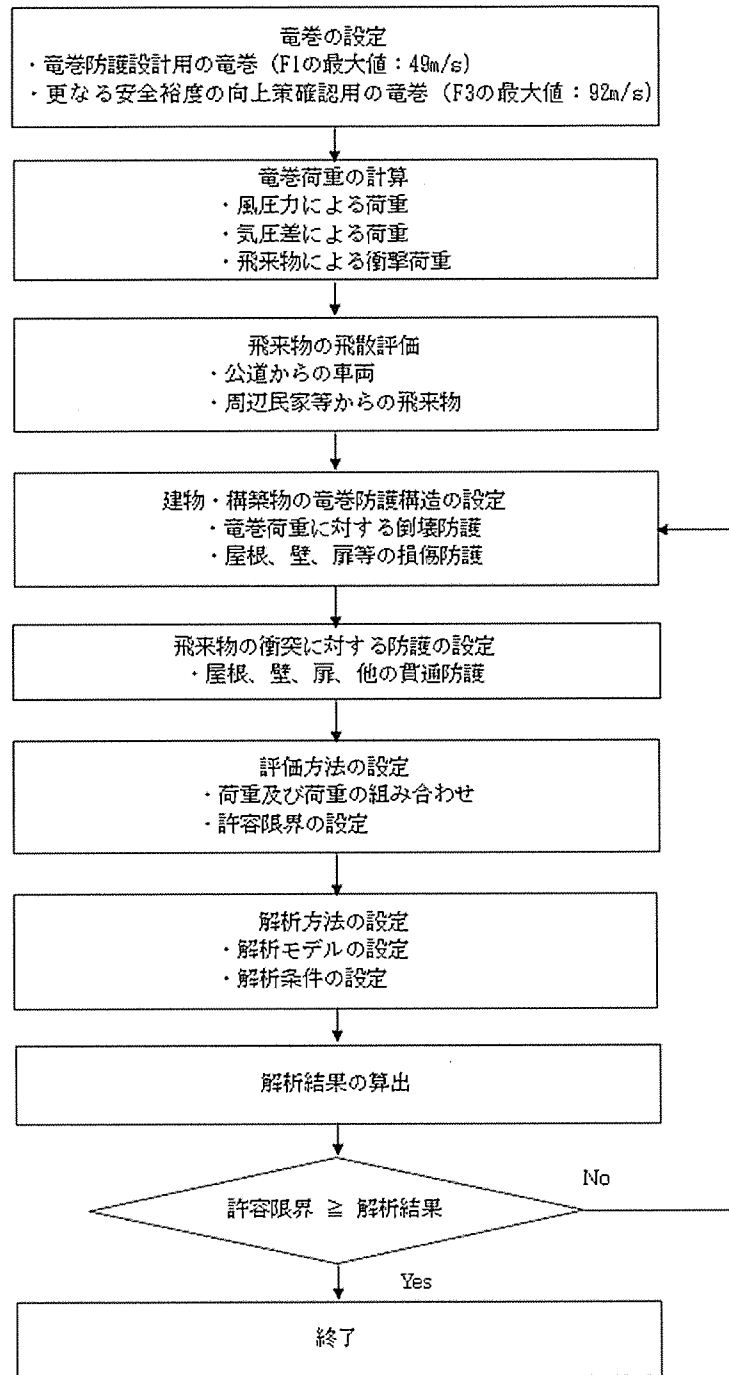 竜巻の設定
・竜巻防護設計用の竜巻（F1の最大値：49m/s）
・更なる安全裕度の向上策確認用の竜巻（F3の最大値：92m/s）
竜巻荷重の計算
・風圧力による荷重
・気圧差による荷重
・飛来物による衝撃荷重
飛来物の飛散評価
・公道からの車両
・周辺民家等からの飛来物
建物・構築物の竜巻防護構造の設定
・竜巻荷重に対する倒壊防護
・屋根、壁、扉等の損傷防護
飛来物の衝突に対する防護の設定
・屋根、壁、扉、他の貫通防護
評価方法の設定
・荷重及び荷重の組み合わせ
・許容限界の設定
解析方法の設定
・解析モデルの設定
・解析条件の設定
解析結果の算出
許容限界 ≧ 解析結果
No
Yes
終了